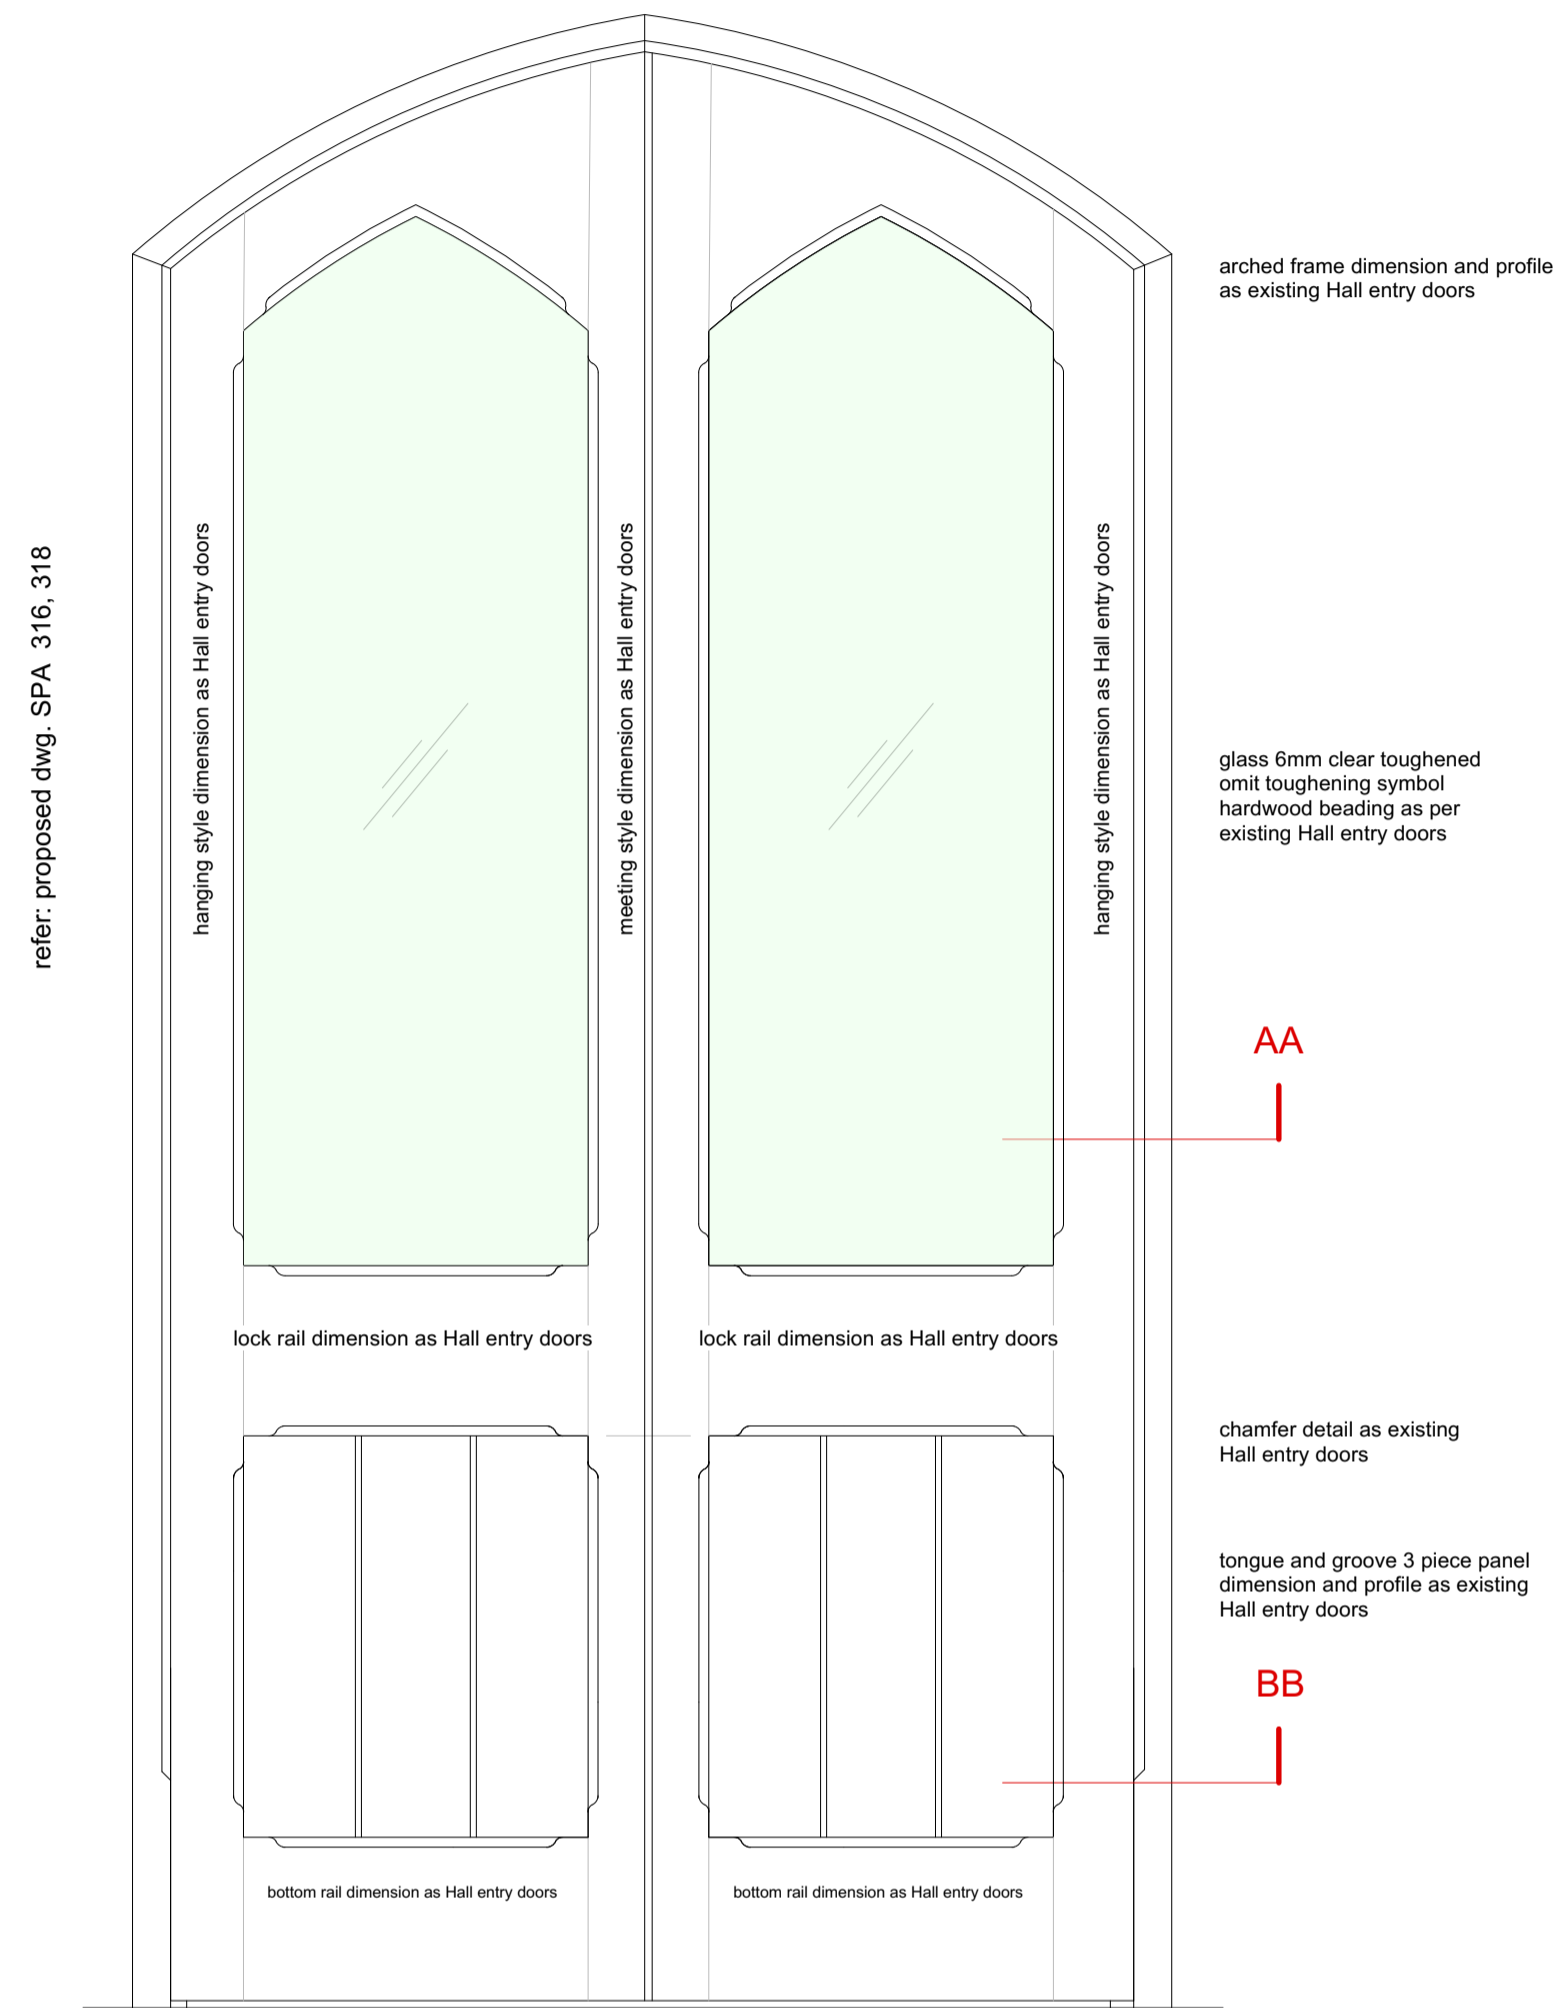 refer: proposed dwg. SPA 316, 318
hanging style dimension as Hall entry doors
meeting style dimension as Hall entry doors
hanging style dimension as Hall entry doors
arched frame dimension and profile
as existing Hall entry doors
glass 6mm clear toughened
omit toughening symbol
hardwood beading as per
existing Hall entry doors
AA
lock rail dimension as Hall entry doors
lock rail dimension as Hall entry doors
chamfer detail as existing
Hall entry doors
tongue and groove 3 piece panel
dimension and profile as existing
Hall entry doors
BB
bottom rail dimension as Hall entry doors
bottom rail dimension as Hall entry doors